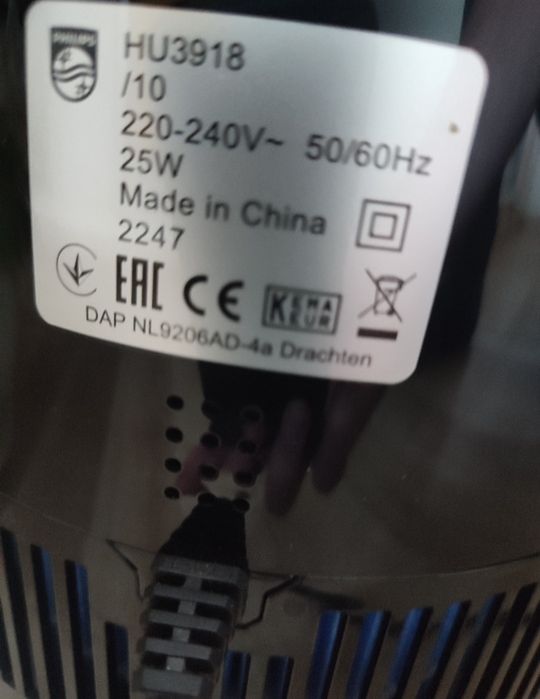 PHILIPS
HU3918
/10
220-240V~ 50/60Hz
25W
Made in China
2247
EAC CE KEMA KEUR
DAP NL9206AD-4a Drachten